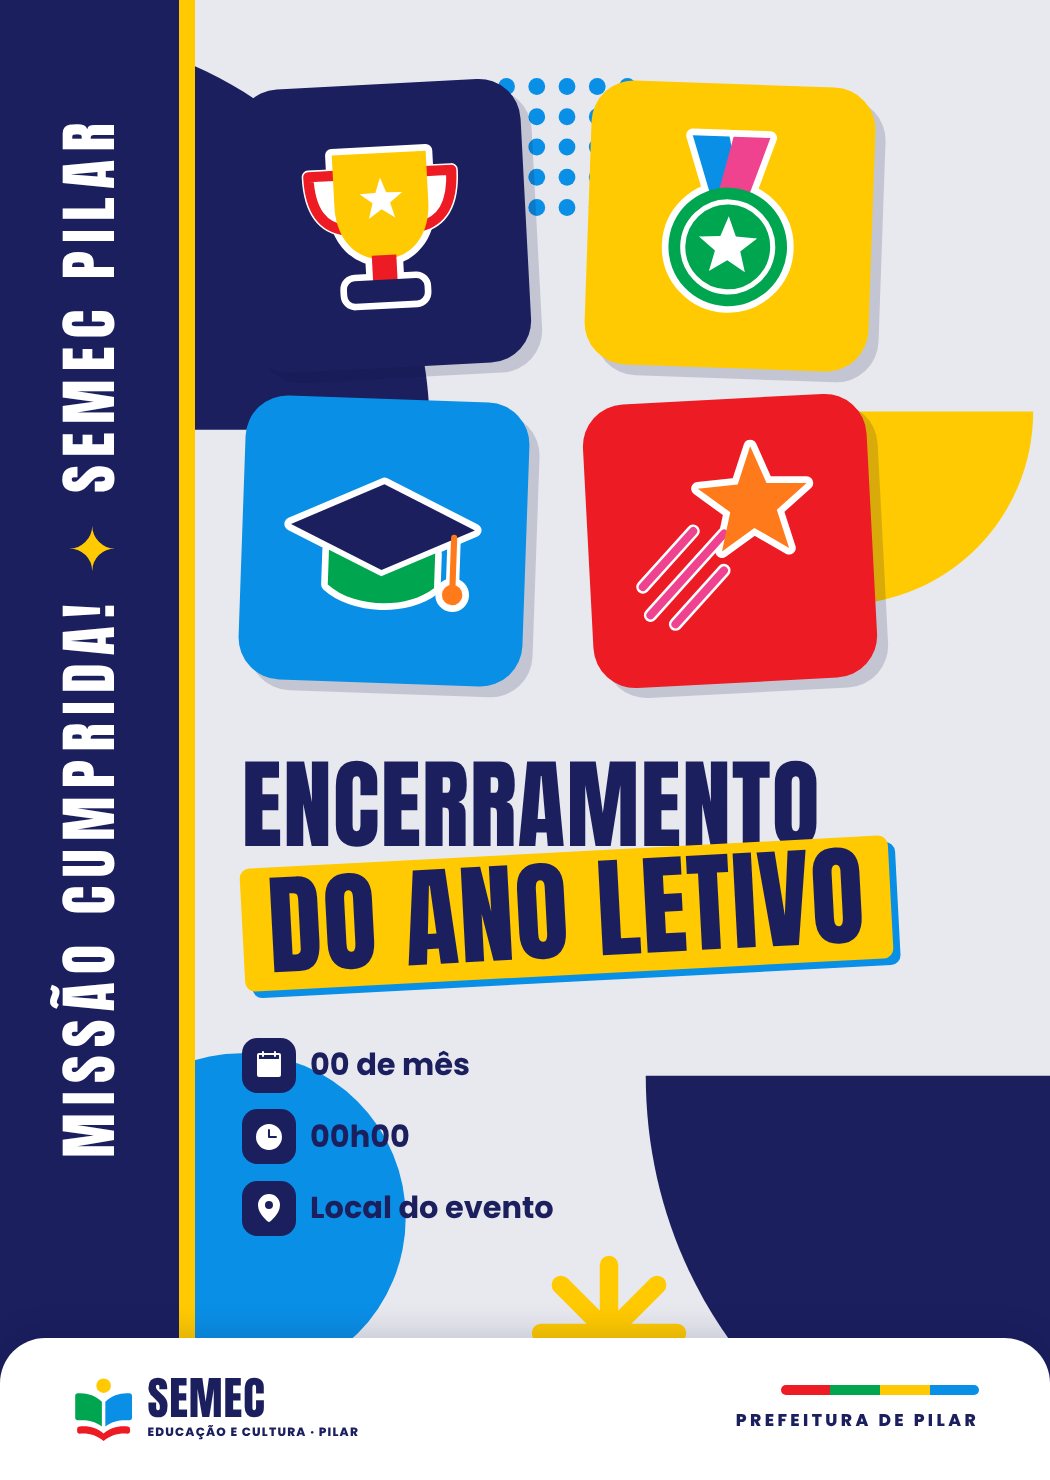 MISSÃO CUMPRIDA! ✦ SEMEC PILAR
ENCERRAMENTO
DO ANO LETIVO
00 de mês
00h00
Local do evento
SEMEC
EDUCAÇÃO E CULTURA · PILAR
PREFEITURA DE PILAR